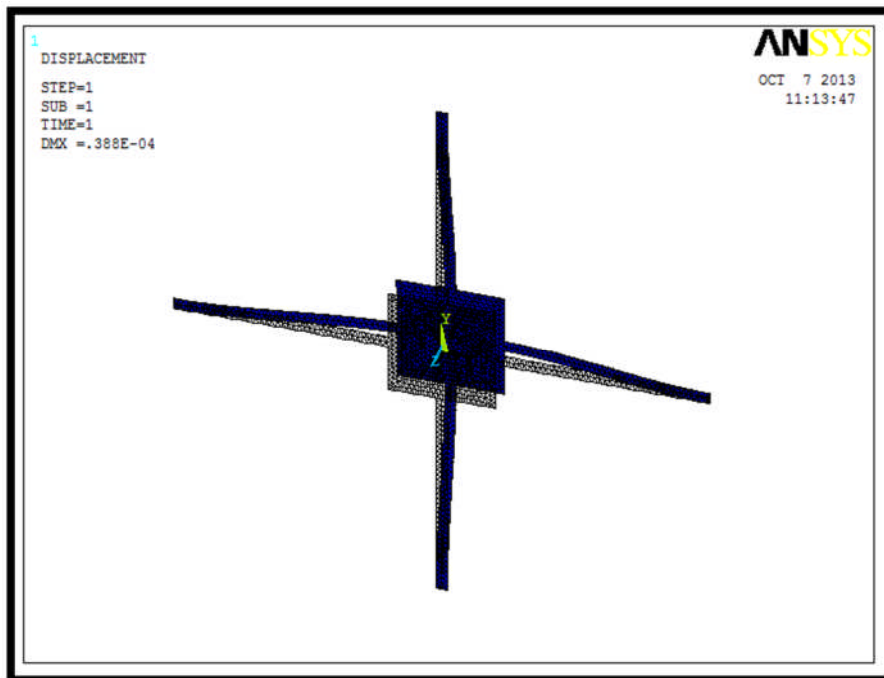 1
DISPLACEMENT
STEP=1
SUB =1
TIME=1
DMX =.388E-04
ANSYS
OCT  7 2013
11:13:47
Y
Z